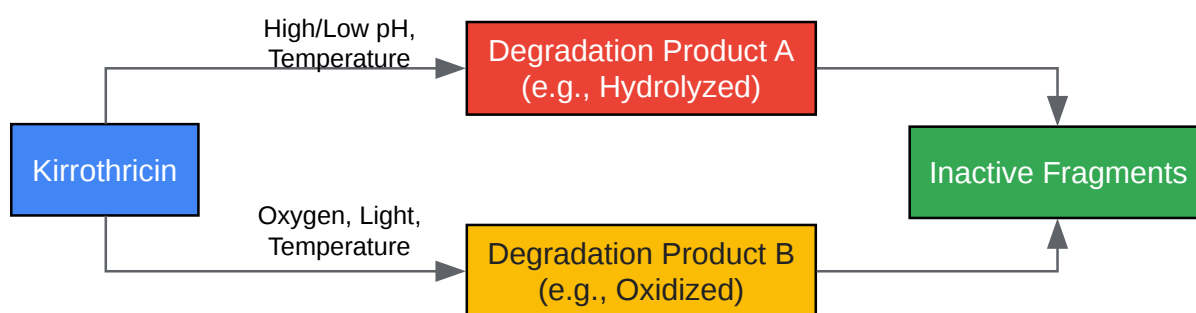 High/Low pH,
Temperature
Degradation Product A
(e.g., Hydrolyzed)
Kirrothricin
Inactive Fragments
Oxygen, Light,
Temperature
Degradation Product B
(e.g., Oxidized)